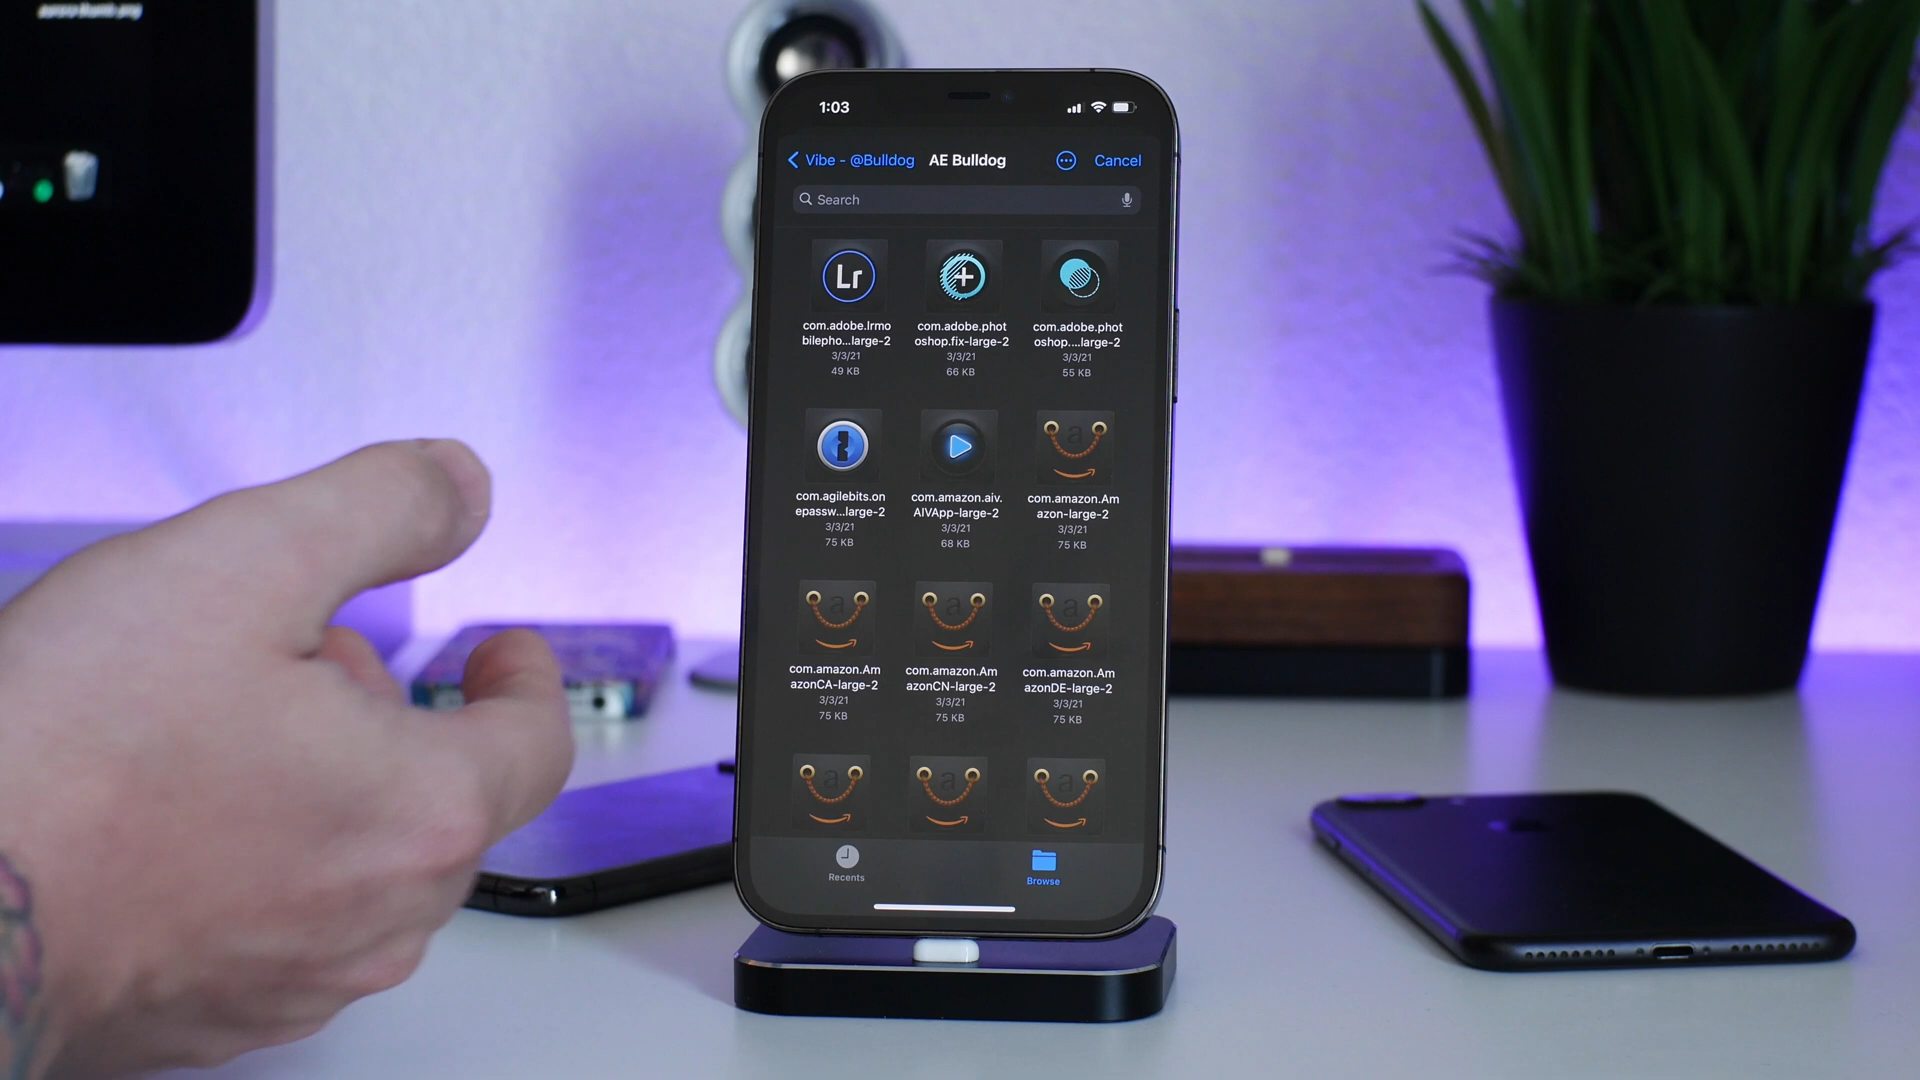 1:03
Vibe - @Bulldog AE Bulldog Cancel
Search
Lr
com.adobe.lrmo
bilepho...large-2
3/3/21
49 KB
com.adobe.phot
oshop.fix-large-2
3/3/21
66 KB
com.adobe.phot
oshop....large-2
3/3/21
55 KB
com.agilebits.on
epassw...large-2
3/3/21
75 KB
com.amazon.aiv.
AIVApp-large-2
3/3/21
68 KB
a
com.amazon.Am
azon-large-2
3/3/21
75 KB
a
com.amazon.Am
azonCA-large-2
3/3/21
75 KB
a
com.amazon.Am
azonCN-large-2
3/3/21
75 KB
a
com.amazon.Am
azonDE-large-2
3/3/21
75 KB
a
a
a
Recents
Browse